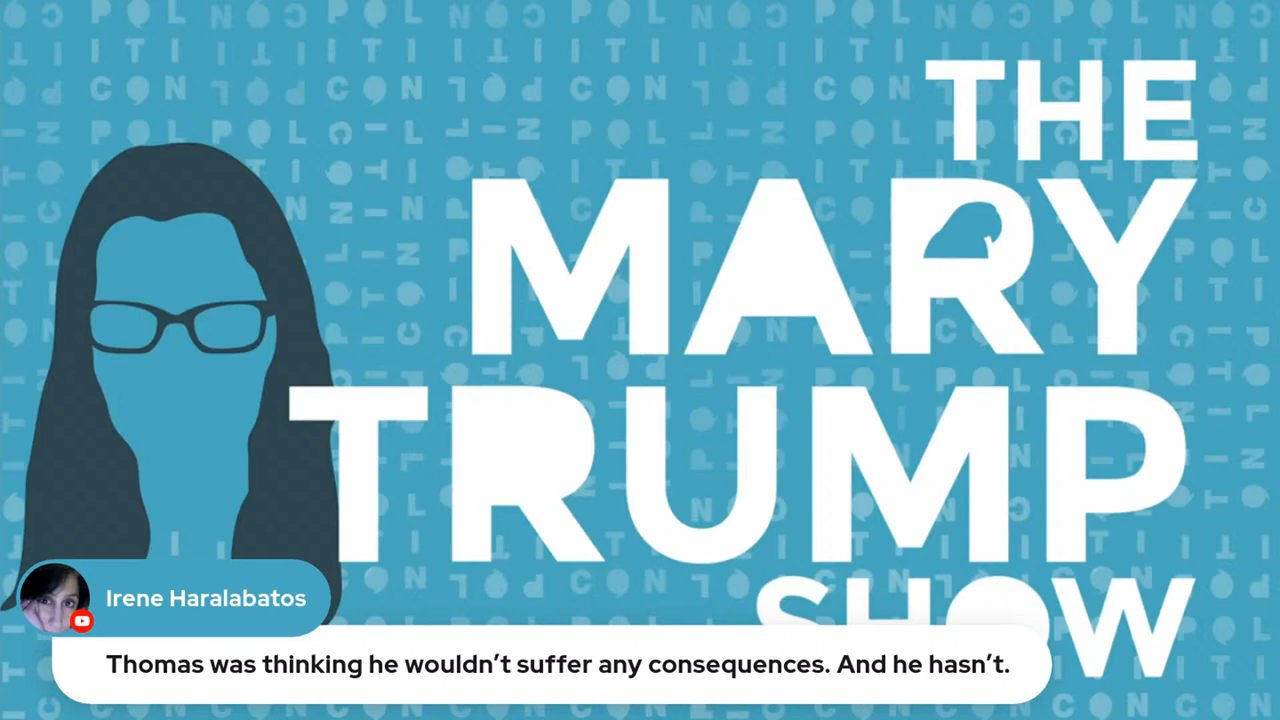 THE
MARY
TRUMP
SHOW
Irene Haralabatos
Thomas was thinking he wouldn’t suffer any consequences. And he hasn’t.